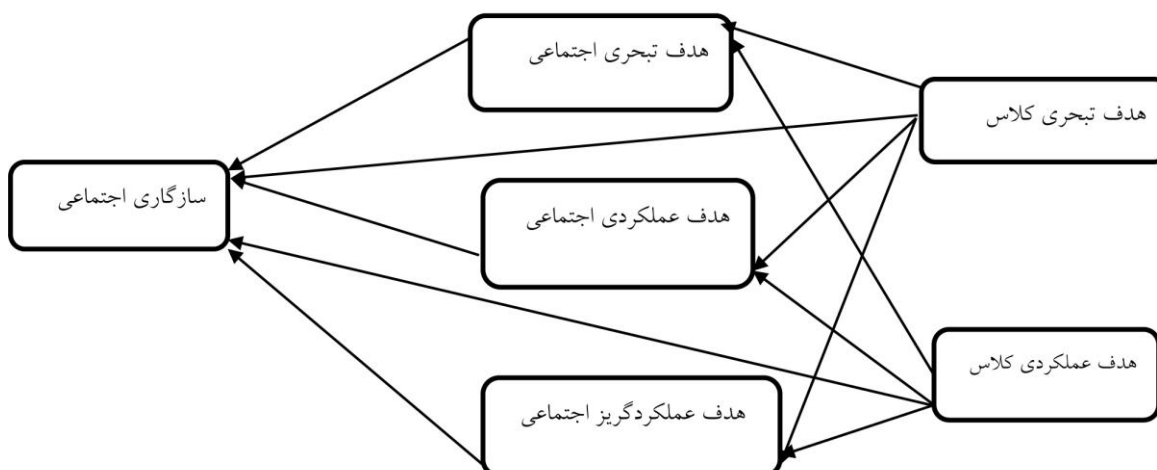 هدف تبحری کلاس
هدف عملکردی کلاس
هدف تبحری اجتماعی
هدف عملکردی اجتماعی
هدف عملکردگریز اجتماعی
سازگاری اجتماعی